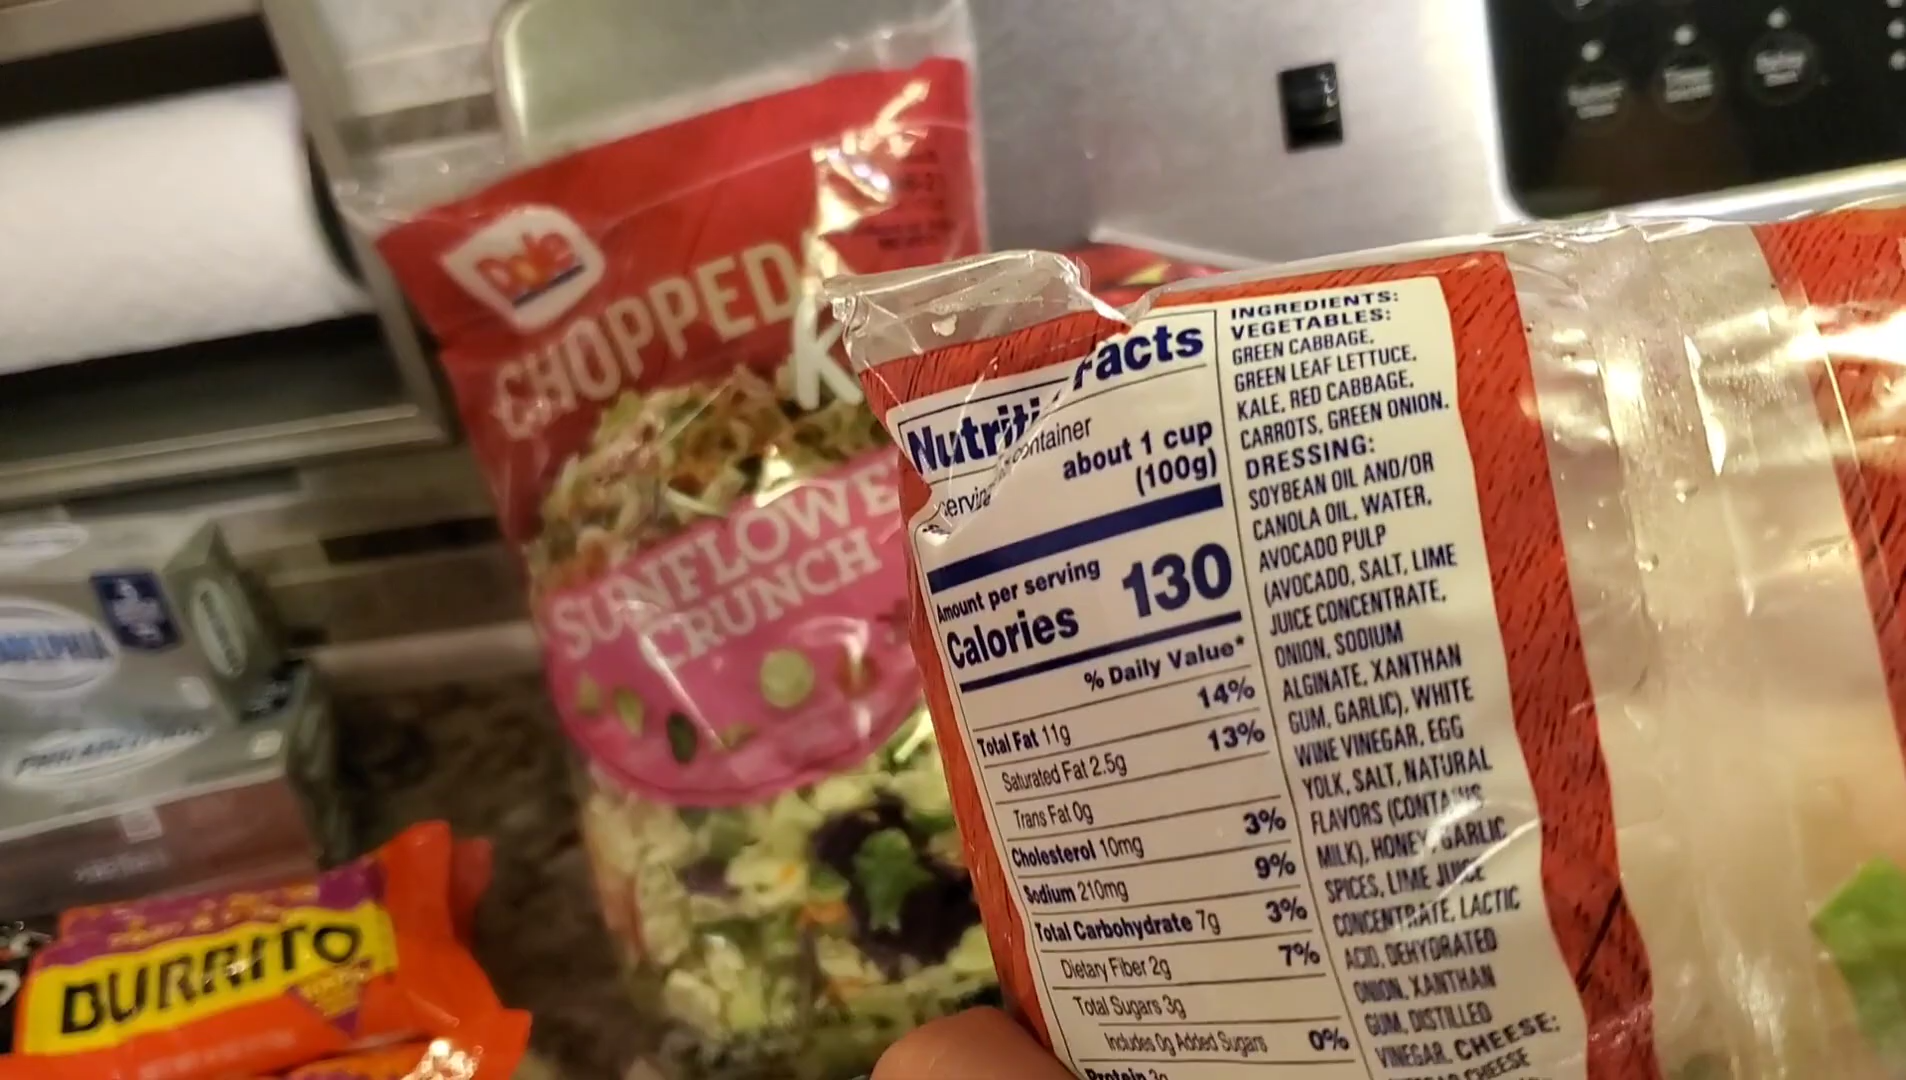 Dole
CHOPPED
K
SUNFLOWE
CRUNCH
PHILADELPHIA
BURRITO
Nutriti Facts
ontainer
about 1 cup
(100g)
Amount per serving
Calories 130
% Daily Value*
Total Fat 11g 14%
Saturated Fat 2.5g 13%
Trans Fat 0g
Cholesterol 10mg 3%
Sodium 210mg 9%
Total Carbohydrate 7g 3%
Dietary Fiber 2g 7%
Total Sugars 3g
Includes 0g Added Sugars 0%
Protein
INGREDIENTS:
VEGETABLES:
GREEN CABBAGE,
GREEN LEAF LETTUCE,
KALE, RED CABBAGE,
CARROTS, GREEN ONION.
DRESSING:
SOYBEAN OIL AND/OR
CANOLA OIL, WATER,
AVOCADO PULP
(AVOCADO, SALT, LIME
JUICE CONCENTRATE,
ONION, SODIUM
ALGINATE, XANTHAN
GUM, GARLIC), WHITE
WINE VINEGAR, EGG
YOLK, SALT, NATURAL
FLAVORS (CONTAINS
MILK), HONEY, GARLIC
SPICES, LIME JUICE
CONCENTRATE, LACTIC
ACID, DEHYDRATED
ONION, XANTHAN
GUM, DISTILLED
VINEGAR. CHEESE:
CHEESE